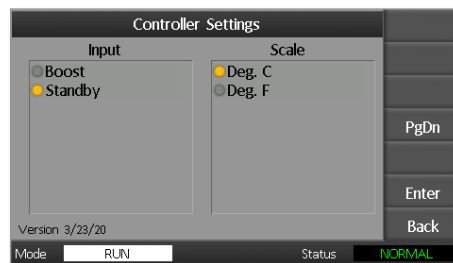 Controller Settings
Input
Scale
Boost
Standby
Deg. C
Deg. F
PgDn
Enter
Back
Version 3/23/20
Mode RUN Status NORMAL